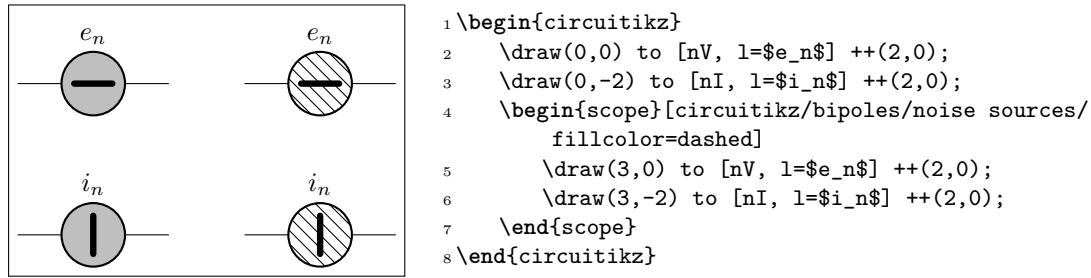 e_n e_n
i_n i_n
1 \begin{circuitikz}
2 \draw(0,0) to [nV, l=$e_n$] ++(2,0);
3 \draw(0,-2) to [nI, l=$i_n$] ++(2,0);
4 \begin{scope}[circuitikz/bipoles/noise sources/
fillcolor=dashed]
5 \draw(3,0) to [nV, l=$e_n$] ++(2,0);
6 \draw(3,-2) to [nI, l=$i_n$] ++(2,0);
7 \end{scope}
8 \end{circuitikz}